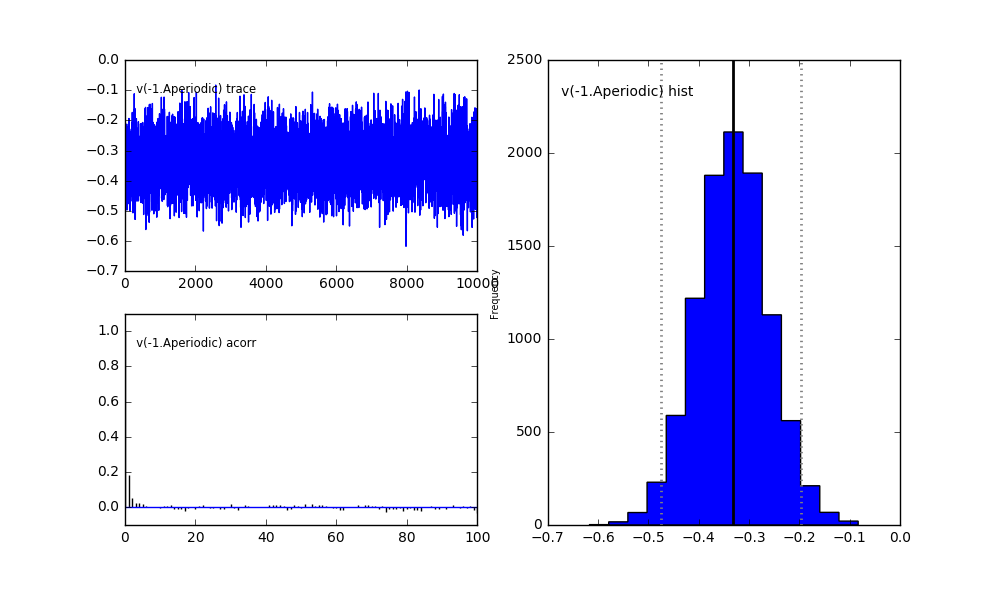 0.0
−0.1
−0.2
−0.3
−0.4
−0.5
−0.6
−0.7
v(-1.Aperiodic) trace
0 2000 4000 6000 8000 10000
1.0
0.8
0.6
0.4
0.2
0.0
v(-1.Aperiodic) acorr
0 20 40 60 80 100
Frequency
2500
2000
1500
1000
500
0
v(-1.Aperiodic) hist
−0.7 −0.6 −0.5 −0.4 −0.3 −0.2 −0.1 0.0